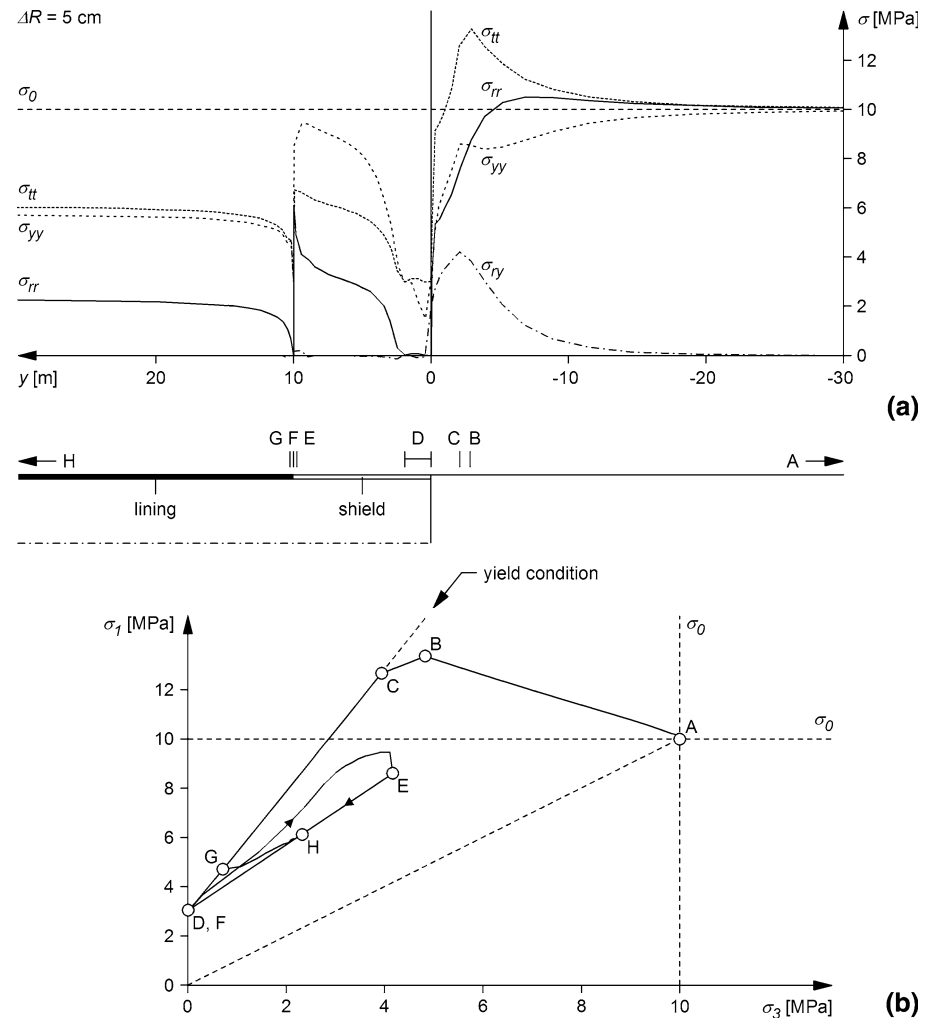 ΔR = 5 cm
σ [MPa]
σtt
12
σ0
σrr
10
σyy
8
σtt
6
σyy
4
σry
σrr
2
0
y [m]
20
10
0
-10
-20
-30
(a)
G F E
D
C B
H
A
lining
shield
yield condition
σ1 [MPa]
σ0
B
C
12
σ0
A
10
8
E
6
H
G
4
D, F
2
0
0
2
4
6
8
10
σ3 [MPa]
(b)